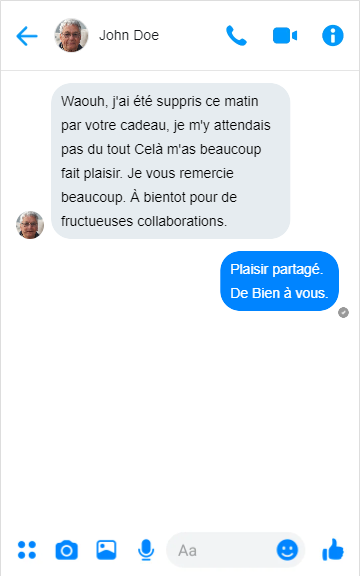 John Doe
Waouh, j'ai été suppris ce matin
par votre cadeau, je m'y attendais
pas du tout Celà m'as beaucoup
fait plaisir. Je vous remercie
beaucoup. À bientot pour de
fructueuses collaborations.
Plaisir partagé.
De Bien à vous.
Aa